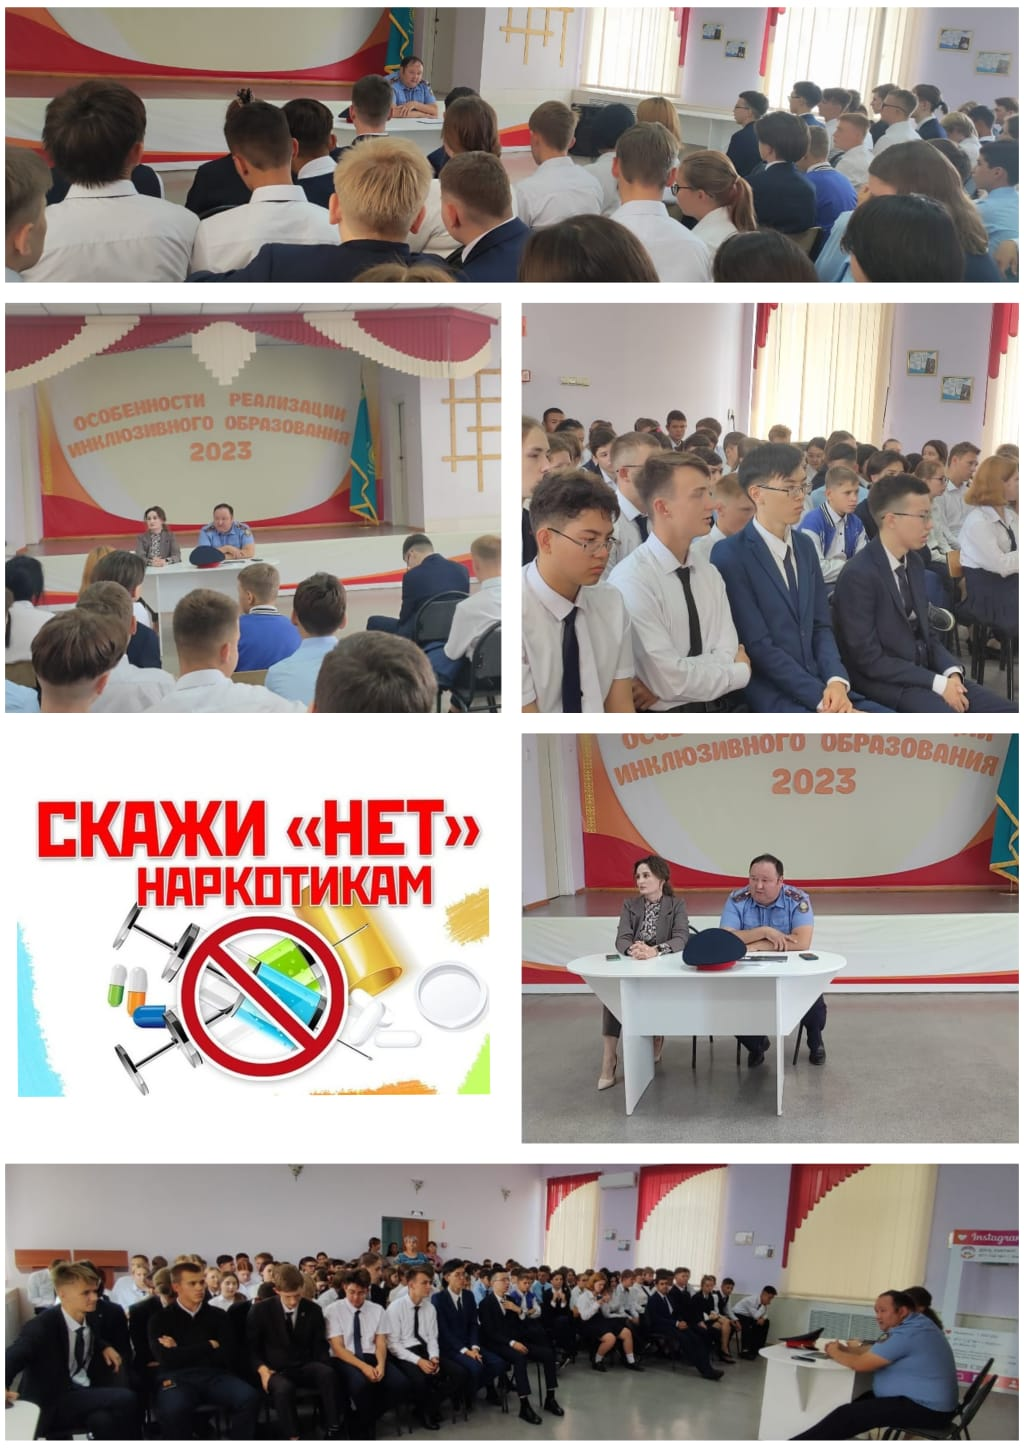 ОСОБЕННОСТИ РЕАЛИЗАЦИИ
ИНКЛЮЗИВНОГО ОБРАЗОВАНИЯ
2023
СКАЖИ «НЕТ»
НАРКОТИКАМ
ИНКЛЮЗИВНОГО ОБРАЗОВАНИЯ
2023
Instagram